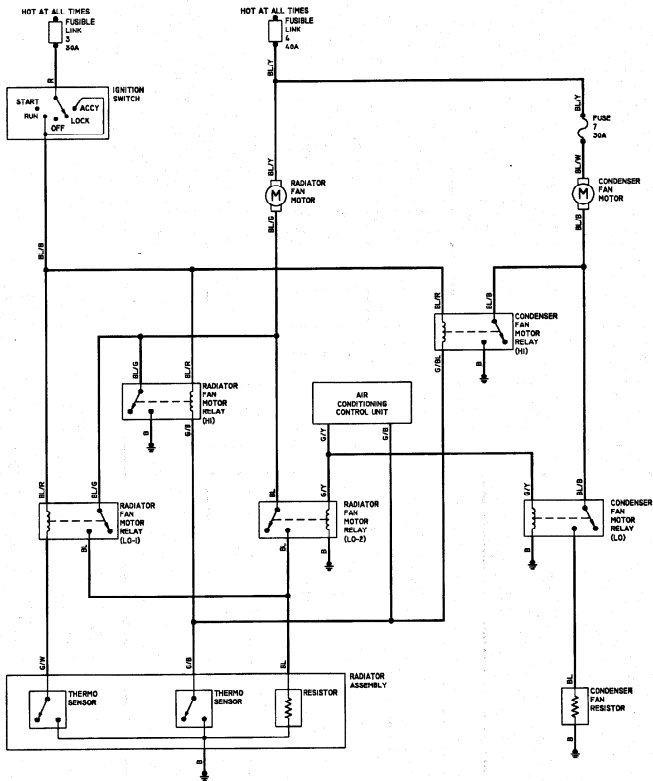 HOT AT ALL TIMES
FUSIBLE
LINK
3
30A
HOT AT ALL TIMES
FUSIBLE
LINK
4
40A
R
BL/Y
IGNITION
SWITCH
START
RUN
OFF
LOCK
ACCY
BL/Y
FUSE
7
30A
BL/W
BL/Y
RADIATOR
FAN
MOTOR
M
CONDENSER
FAN
MOTOR
M
BL/G
BL/B
BL/B
BL/R
BL/B
CONDENSER
FAN
MOTOR
RELAY
(HI)
G/BL
B
BL/G
BL/R
RADIATOR
FAN
MOTOR
RELAY
(HI)
B
G/B
AIR
CONDITIONING
CONTROL UNIT
G/Y
G/B
BL/R
BL/G
RADIATOR
FAN
MOTOR
RELAY
(LO-1)
BL
BL
G/Y
RADIATOR
FAN
MOTOR
RELAY
(LO-2)
BL
B
G/Y
BL/B
CONDENSER
FAN
MOTOR
RELAY
(LO)
B
G/W
G/B
BL
RADIATOR
ASSEMBLY
THERMO
SENSOR
THERMO
SENSOR
RESISTOR
B
BL
CONDENSER
FAN
RESISTOR
B